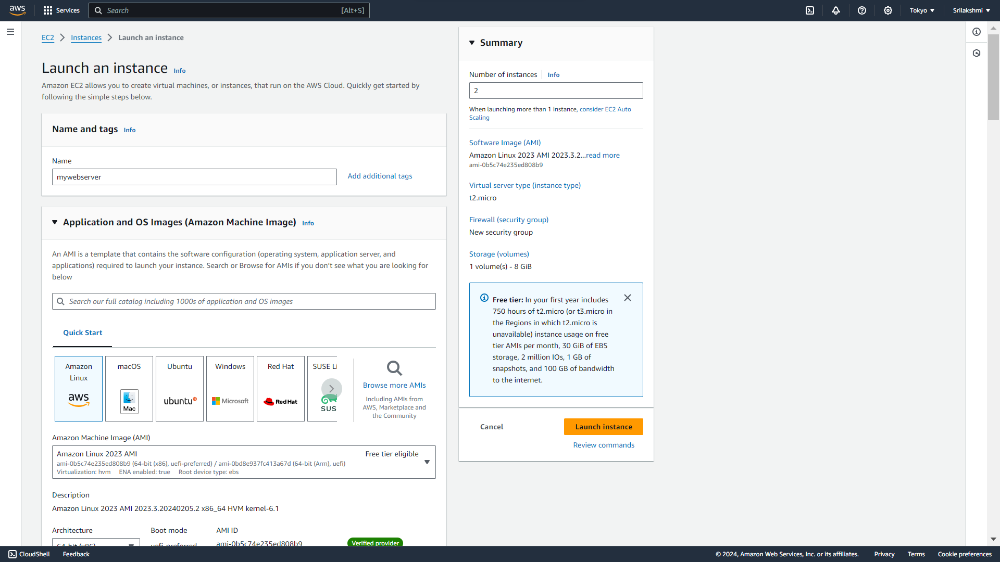 aws
Services
Search
[Alt+S]
Tokyo
Srilakshmi
EC2
Instances
Launch an instance
Launch an instance Info
Amazon EC2 allows you to create virtual machines, or instances, that run on the AWS Cloud. Quickly get started by
following the simple steps below.
Name and tags Info
Name
mywebserver
Add additional tags
Application and OS Images (Amazon Machine Image) Info
An AMI is a template that contains the software configuration (operating system, application server, and
applications) required to launch your instance. Search or Browse for AMIs if you don't see what you are looking for
below
Search our full catalog including 1000s of application and OS images
Quick Start
Amazon
Linux
aws
macOS
Mac
Ubuntu
ubuntu
Windows
Microsoft
Red Hat
Red Hat
SUSE Li
SUS
Browse more AMIs
Including AMIs from
AWS, Marketplace and
the Community
Amazon Machine Image (AMI)
Amazon Linux 2023 AMI
Free tier eligible
ami-0b5c74e235ed808b9 (64-bit (x86), uefi-preferred) / ami-0bd8e937fc413a67d (64-bit (Arm), uefi)
Virtualization: hvm ENA enabled: true Root device type: ebs
Description
Amazon Linux 2023 AMI 2023.3.20240205.2 x86_64 HVM kernel-6.1
Architecture
Boot mode
AMI ID
64-bit (x86)
uefi-preferred
ami-0b5c74e235ed808b9
Verified provider
Summary
Number of instances
Info
2
When launching more than 1 instance, consider EC2 Auto
Scaling
Software Image (AMI)
Amazon Linux 2023 AMI 2023.3.2...read more
ami-0b5c74e235ed808b9
Virtual server type (instance type)
t2.micro
Firewall (security group)
New security group
Storage (volumes)
1 volume(s) - 8 GiB
Free tier: In your first year includes
750 hours of t2.micro (or t3.micro in
the Regions in which t2.micro is
unavailable) instance usage on free
tier AMIs per month, 30 GiB of EBS
storage, 2 million IOs, 1 GB of
snapshots, and 100 GB of bandwidth
to the internet.
Cancel
Launch instance
Review commands
CloudShell
Feedback
© 2024, Amazon Web Services, Inc. or its affiliates.
Privacy
Terms
Cookie preferences